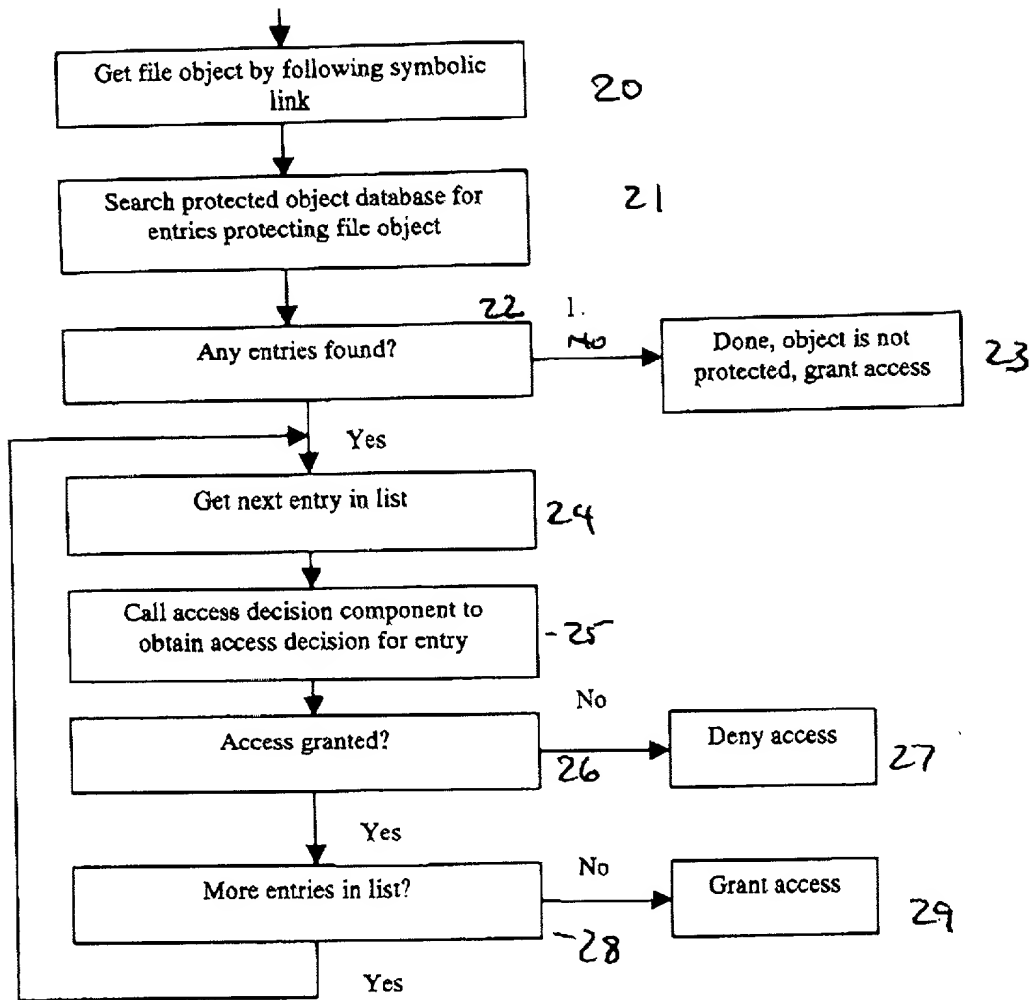 Get file object by following symbolic
link
20
Search protected object database for
entries protecting file object
21
22
1.
No
Any entries found?
Done, object is not
protected, grant access
23
Yes
Get next entry in list
24
Call access decision component to
obtain access decision for entry
-25
No
Access granted?
26
Deny access
27
Yes
No
More entries in list?
-28
Grant access
29
Yes